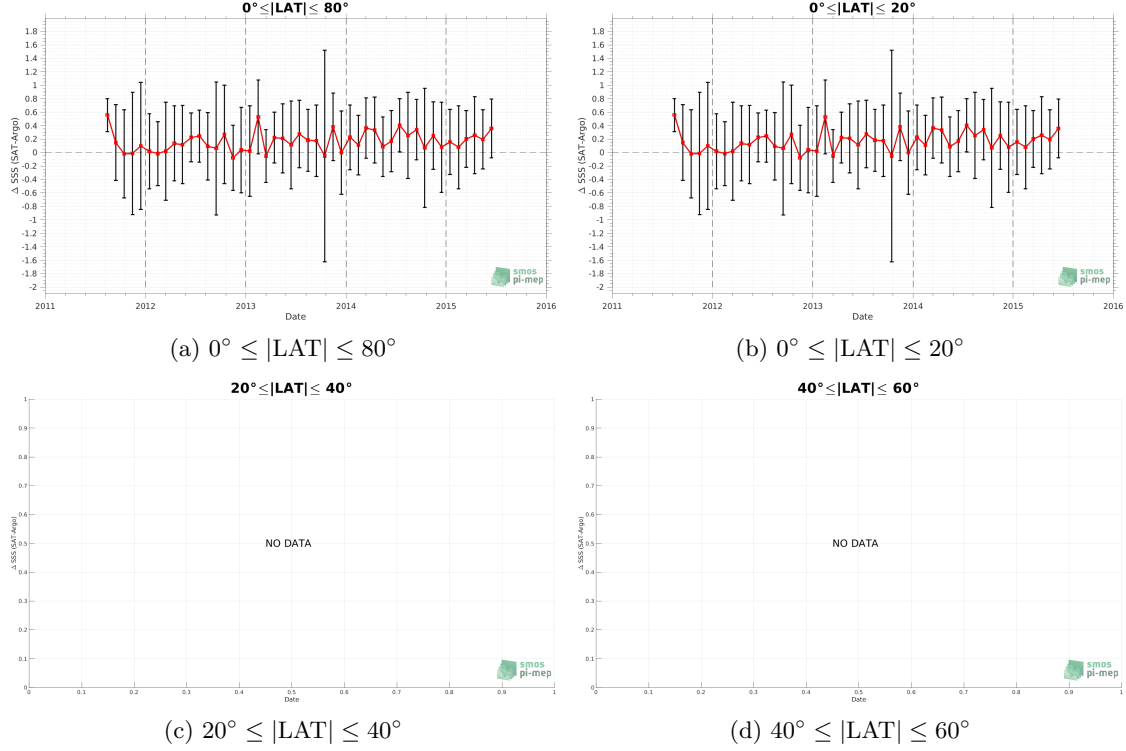 0°≤|LAT|≤ 80°
Δ SSS (SAT-Argo)
1.8
1.6
1.4
1.2
1
0.8
0.6
0.4
0.2
0
-0.2
-0.4
-0.6
-0.8
-1
-1.2
-1.4
-1.6
-1.8
-2
2011 2012 2013 2014 2015 2016
Date
smos
pi-mep
(a) 0° ≤ |LAT| ≤ 80°
0°≤|LAT|≤ 20°
Δ SSS (SAT-Argo)
1.8
1.6
1.4
1.2
1
0.8
0.6
0.4
0.2
0
-0.2
-0.4
-0.6
-0.8
-1
-1.2
-1.4
-1.6
-1.8
-2
2011 2012 2013 2014 2015 2016
Date
smos
pi-mep
(b) 0° ≤ |LAT| ≤ 20°
20°≤|LAT|≤ 40°
Δ SSS (SAT-Argo)
1
0.9
0.8
0.7
0.6
0.5
0.4
0.3
0.2
0.1
0
NO DATA
0 0.1 0.2 0.3 0.4 0.5 0.6 0.7 0.8 0.9 1
Date
smos
pi-mep
(c) 20° ≤ |LAT| ≤ 40°
40°≤|LAT|≤ 60°
Δ SSS (SAT-Argo)
1
0.9
0.8
0.7
0.6
0.5
0.4
0.3
0.2
0.1
0
NO DATA
0 0.1 0.2 0.3 0.4 0.5 0.6 0.7 0.8 0.9 1
Date
smos
pi-mep
(d) 40° ≤ |LAT| ≤ 60°